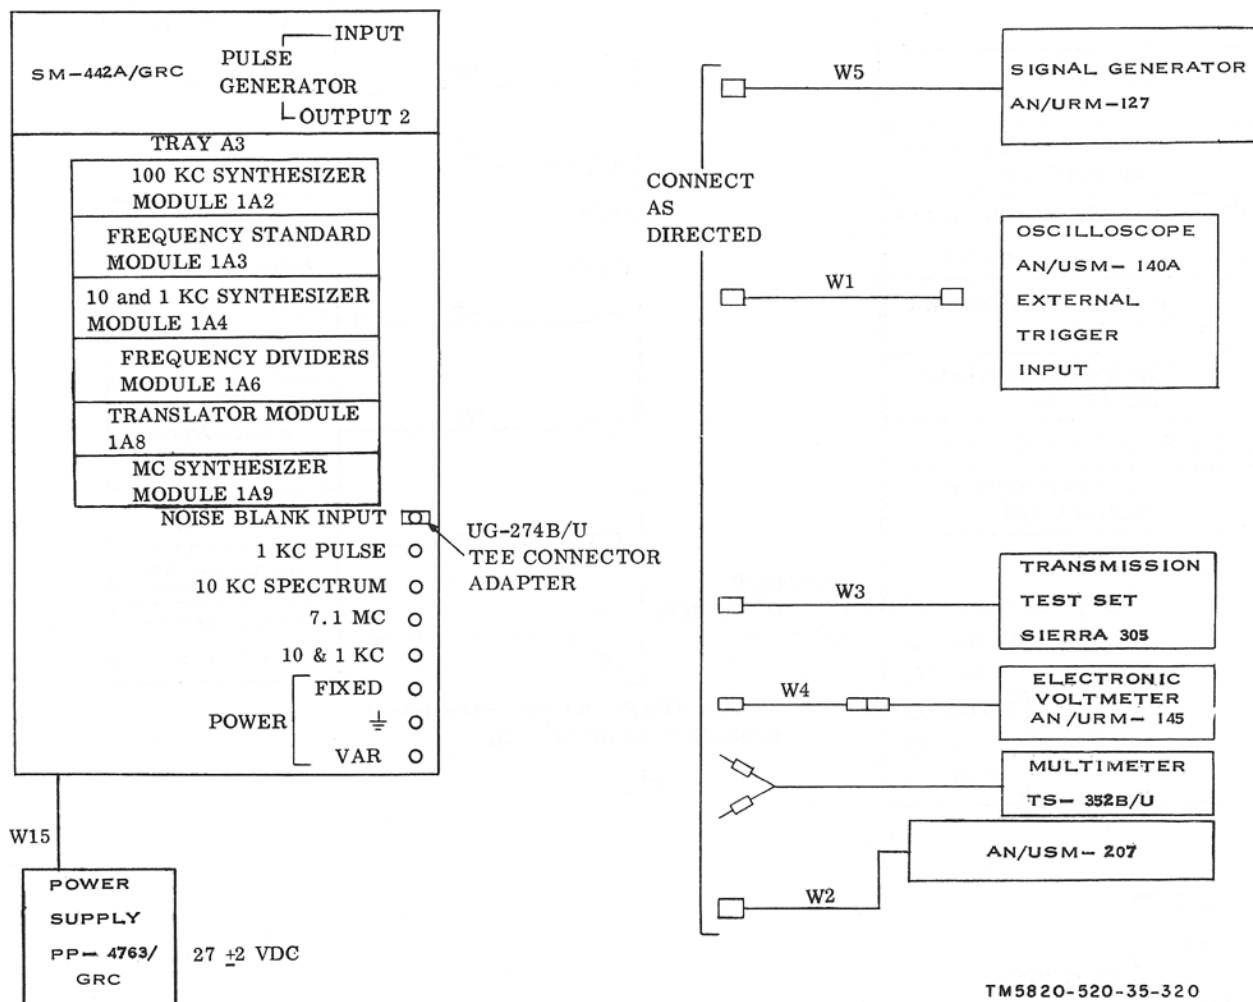 SM-442A/GRC
PULSE
GENERATOR
INPUT
OUTPUT 2
TRAY A3
100 KC SYNTHESIZER
MODULE 1A2
FREQUENCY STANDARD
MODULE 1A3
10 and 1 KC SYNTHESIZER
MODULE 1A4
FREQUENCY DIVIDERS
MODULE 1A6
TRANSLATOR MODULE
1A8
MC SYNTHESIZER
MODULE 1A9
NOISE BLANK INPUT
1 KC PULSE
10 KC SPECTRUM
7.1 MC
10 & 1 KC
POWER
FIXED
VAR
UG-274B/U
TEE CONNECTOR
ADAPTER
W15
POWER
SUPPLY
PP-4763/
GRC
27 ±2 VDC
CONNECT
AS
DIRECTED
W5
SIGNAL GENERATOR
AN/URM-127
W1
OSCILLOSCOPE
AN/USM-140A
EXTERNAL
TRIGGER
INPUT
W3
TRANSMISSION
TEST SET
SIERRA 305
W4
ELECTRONIC
VOLTMETER
AN/URM-145
MULTIMETER
TS-352B/U
W2
AN/USM-207
TM5820-520-35-320